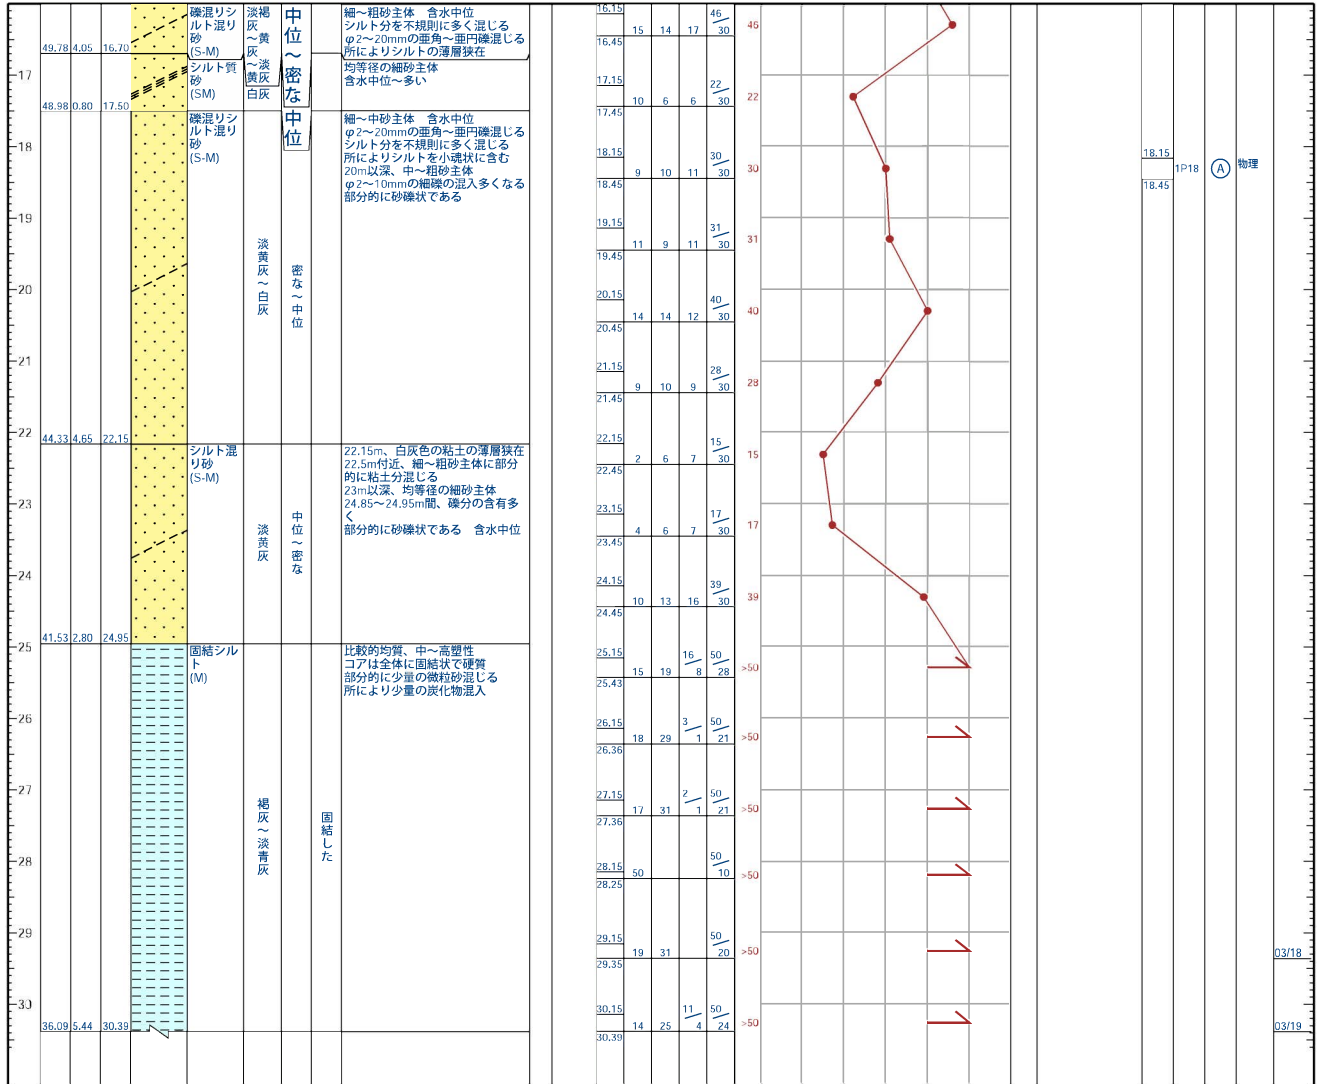 礫混りシ
ルト混り
砂
(S-M)
淡褐
灰
～黄
灰
～淡
黄灰
中位～密な
細～粗砂主体　含水中位
シルト分を不規則に多く混じる
φ2～20mmの亜角～亜円礫混じる
所によりシルトの薄層狭在
49.78 4.05 16.70
16.15
15 14 17 46/30
16.45
46
17
シルト質
砂
(SM)
白灰
均等径の細砂主体
含水中位～多い
48.98 0.80 17.50
17.15
10 6 6 22/30
17.45
22
礫混りシ
ルト混り
砂
(S-M)
淡黄灰～白灰
中位
密な～中位
細～中砂主体　含水中位
φ2～20mmの亜角～亜円礫混じる
シルト分を不規則に多く混じる
所によりシルトを小魂状に含む
20m以深、中～粗砂主体
φ2～10mmの細礫の混入多くなる
部分的に砂礫状である
18
18.15
9 10 11 30/30
18.45
30
18.15
1P18 A 物理
18.45
19
19.15
11 9 11 31/30
19.45
31
20
20.15
14 14 12 40/30
20.45
40
21
21.15
9 10 9 28/30
21.45
28
22
44.33 4.65 22.15
22.15
2 6 7 15/30
22.45
15
シルト混
り砂
(S-M)
淡黄灰
中位～密な
22.15m、白灰色の粘土の薄層狭在
22.5m付近、細～粗砂主体に部分
的に粘土分混じる
23m以深、均等径の細砂主体
24.85～24.95m間、礫分の含有多
く
部分的に砂礫状である　含水中位
23
23.15
4 6 7 17/30
23.45
17
24
24.15
10 13 16 39/30
24.45
39
41.53 2.80 24.95
25
固結シル
ト
(M)
褐灰～淡青灰
固結した
比較的均質、中～高塑性
コアは全体に固結状で硬質
部分的に少量の微粒砂混じる
所により少量の炭化物混入
25.15
15 19 16/8 50/28
25.43
>50
26
26.15
18 29 3/1 50/21
26.36
>50
27
27.15
17 31 2/1 50/21
27.36
>50
28
28.15
50 50/10
28.25
>50
29
29.15
19 31 50/20
29.35
>50
03/18
30
30.15
14 25 11/4 50/24
30.39
>50
36.09 5.44 30.39
03/19